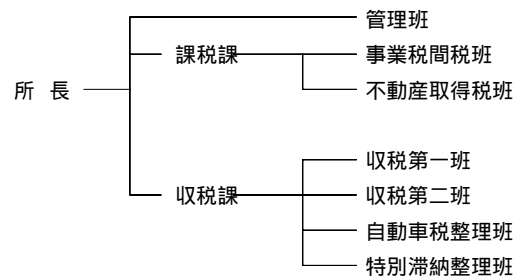 管理班
課税課 事業税間税班
所 長 不動産取得税班
収税第一班
収税課 収税第二班
自動車税整理班
特別滞納整理班